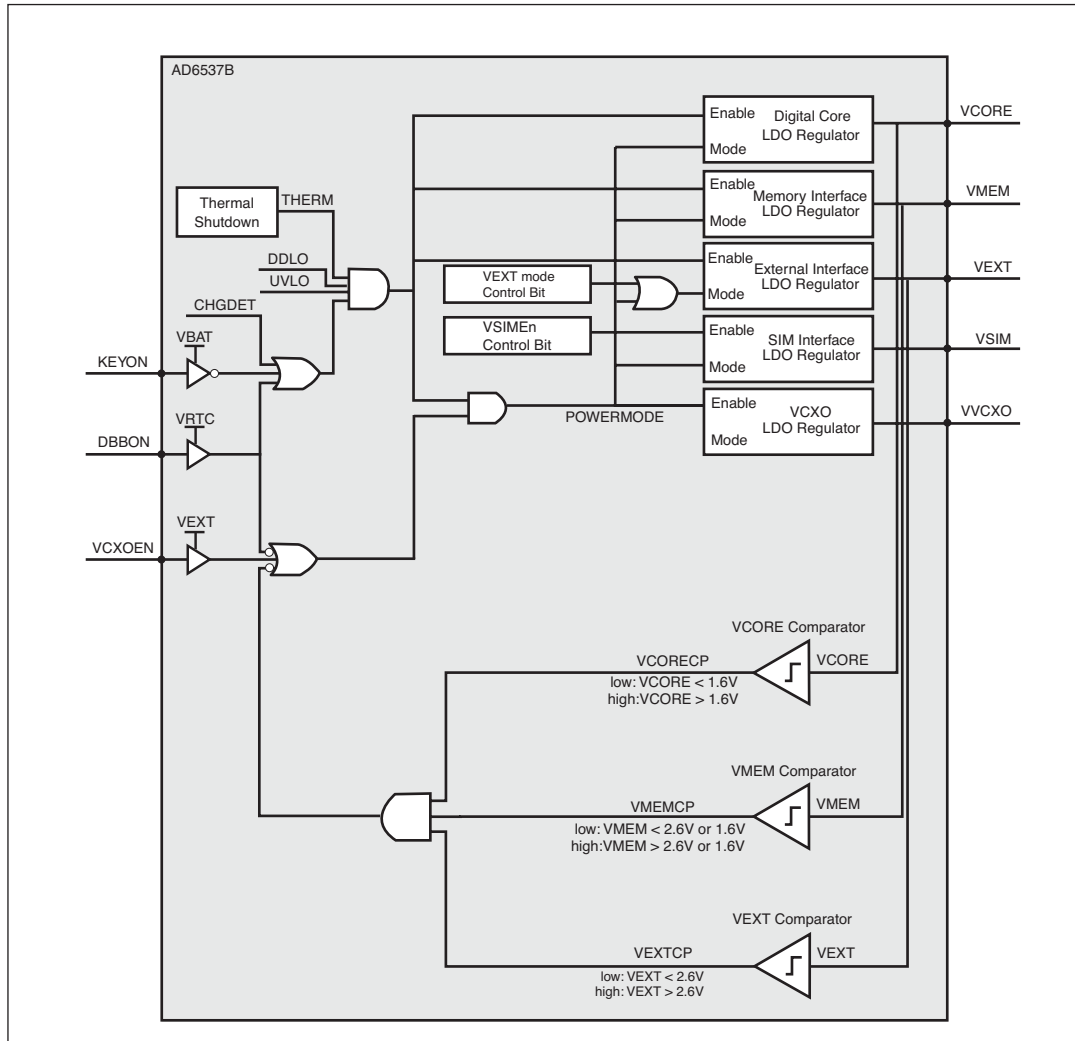 AD6537B
Enable
Digital Core
LDO Regulator
Mode
VCORE
Thermal
Shutdown
THERM
Enable
Memory Interface
LDO Regulator
Mode
VMEM
DDLO
UVLO
CHGDET
VEXT mode
Control Bit
Enable
External Interface
LDO Regulator
Mode
VEXT
VSIMEn
Control Bit
Enable
SIM Interface
LDO Regulator
Mode
VSIM
KEYON
VBAT
POWERMODE
Enable
VCXO
LDO Regulator
Mode
VVCXO
DBBON
VRTC
VCXOEN
VEXT
VCORE Comparator
VCORECP
VCORE
low: VCORE < 1.6V
high:VCORE > 1.6V
VMEM Comparator
VMEMCP
VMEM
low: VMEM < 2.6V or 1.6V
high:VMEM > 2.6V or 1.6V
VEXT Comparator
VEXTCP
VEXT
low: VEXT < 2.6V
high: VEXT > 2.6V